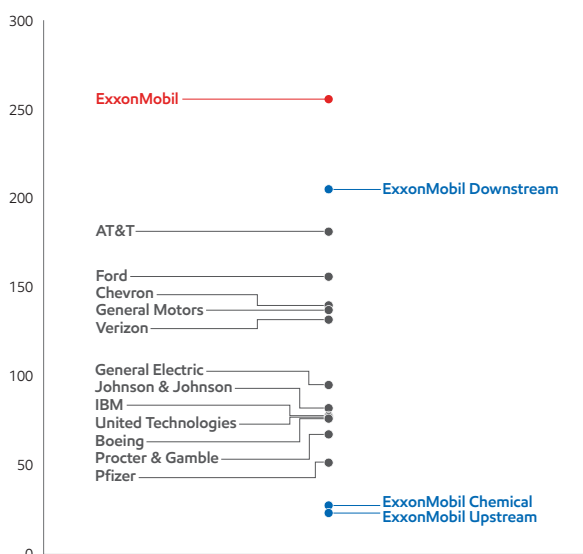 300
ExxonMobil
250
ExxonMobil Downstream
200
AT&T
Ford
150
Chevron
General Motors
Verizon
General Electric
100
Johnson & Johnson
IBM
United Technologies
Boeing
Procter & Gamble
50
Pfizer
ExxonMobil Chemical
ExxonMobil Upstream
0